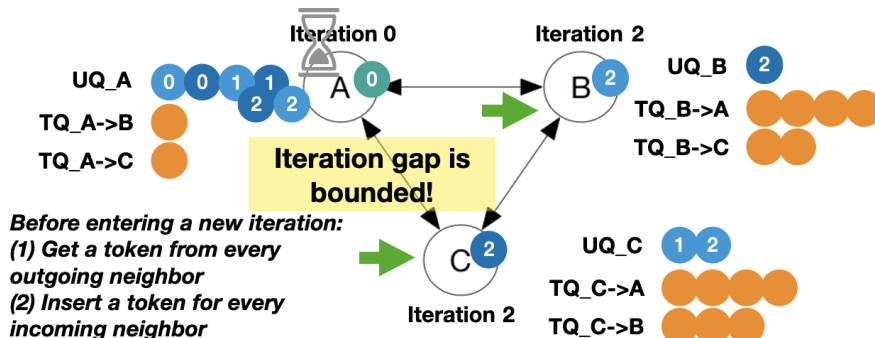 Iteration 0
Iteration 2
UQ_A 0 0 1 1
2 2
A 0
B 2
UQ_B 2
TQ_A->B
TQ_B->A
TQ_A->C
TQ_B->C
Iteration gap is
bounded!
Before entering a new iteration:
(1) Get a token from every
outgoing neighbor
(2) Insert a token for every
incoming neighbor
C 2
Iteration 2
UQ_C 1 2
TQ_C->A
TQ_C->B